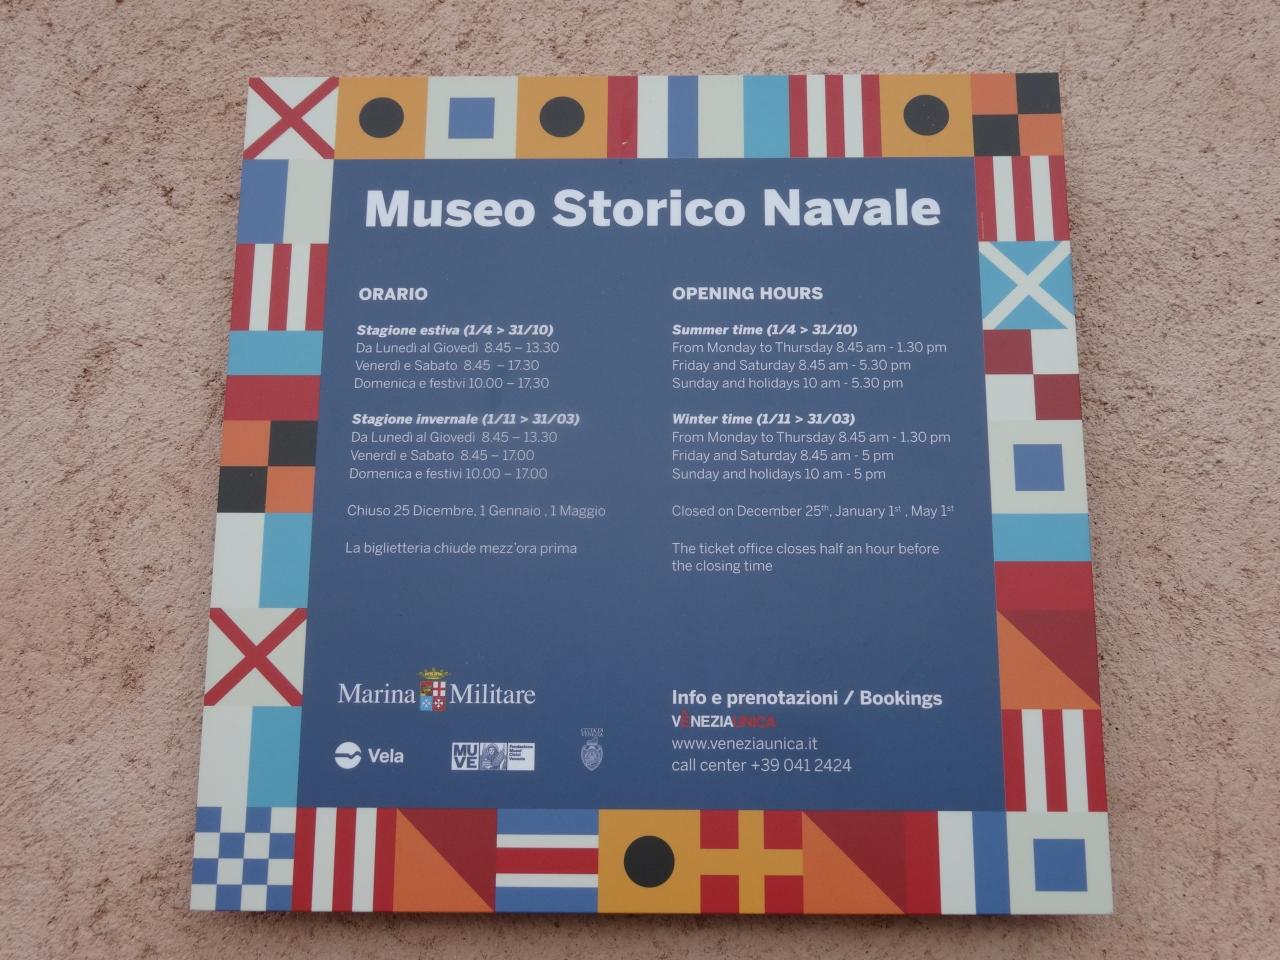 Museo Storico Navale
ORARIO
Stagione estiva (1/4 > 31/10)
Da Lunedì al Giovedì 8.45 – 13.30
Venerdì e Sabato 8.45 – 17.30
Domenica e festivi 10.00 – 17.30
Stagione invernale (1/11 > 31/03)
Da Lunedì al Giovedì 8.45 – 13.30
Venerdì e Sabato 8.45 – 17.00
Domenica e festivi 10.00 – 17.00
Chiuso 25 Dicembre, 1 Gennaio , 1 Maggio
La biglietteria chiude mezz'ora prima
OPENING HOURS
Summer time (1/4 > 31/10)
From Monday to Thursday 8.45 am - 1.30 pm
Friday and Saturday 8.45 am - 5.30 pm
Sunday and holidays 10 am - 5.30 pm
Winter time (1/11 > 31/03)
From Monday to Thursday 8.45 am - 1.30 pm
Friday and Saturday 8.45 am - 5 pm
Sunday and holidays 10 am - 5 pm
Closed on December 25th, January 1st , May 1st
The ticket office closes half an hour before
the closing time
Marina Militare
Vela
MUVE
Fondazione
Musei
Civici
Venezia
CITTA DI
VENEZIA
Info e prenotazioni / Bookings
VÈNEZIAUNICA
www.veneziaunica.it
call center +39 041 2424